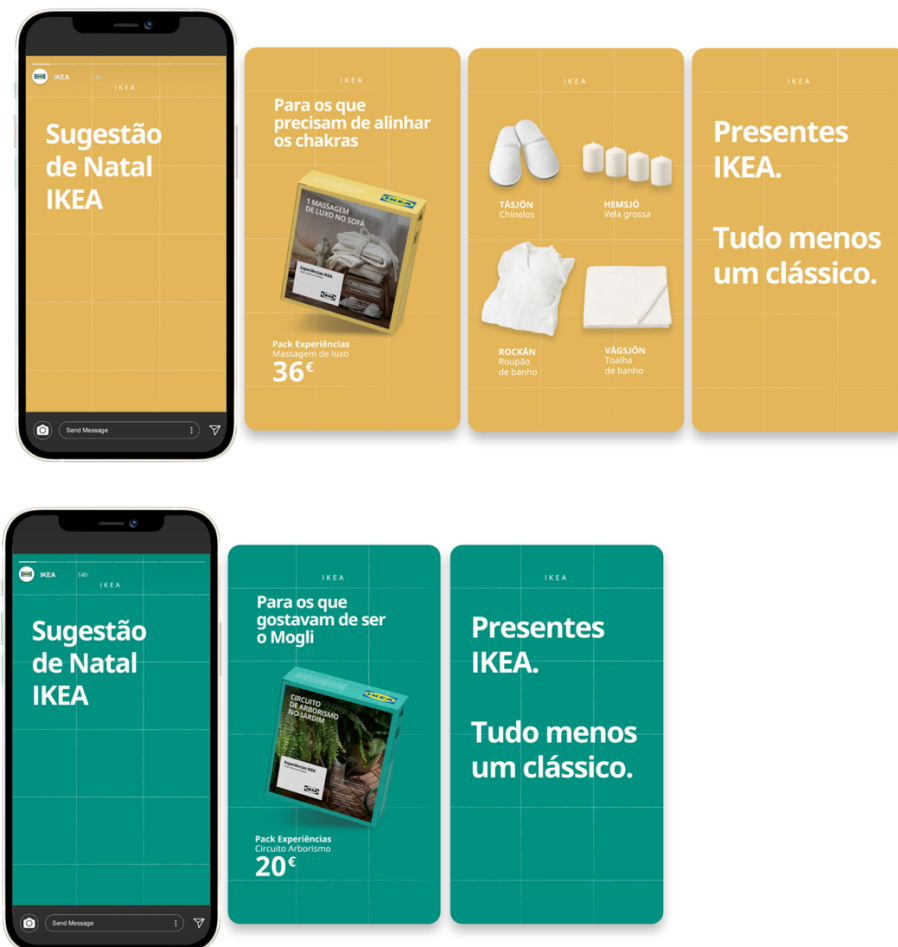 IKEA 14h
IKEA
Sugestão
de Natal
IKEA
Send Message
IKEA
Para os que
precisam de alinhar
os chakras
IKEA
1 MASSAGEM
DE LUXO NO SOFÁ
Experiências IKEA
IKEA
Pack Experiências
Massagem de luxo
36€
IKEA
TÅSJÖN
Chinelos
HEMSJÖ
Vela grossa
ROCKÅN
Roupão
de banho
VÅGSJÖN
Toalha
de banho
IKEA
Presentes
IKEA.
Tudo menos
um clássico.
IKEA 14h
IKEA
Sugestão
de Natal
IKEA
Send Message
IKEA
Para os que
gostavam de ser
o Mogli
IKEA
CIRCUITO
DE ARBORISMO
NO JARDIM
Experiências IKEA
IKEA
Pack Experiências
Circuito Arborismo
20€
IKEA
Presentes
IKEA.
Tudo menos
um clássico.